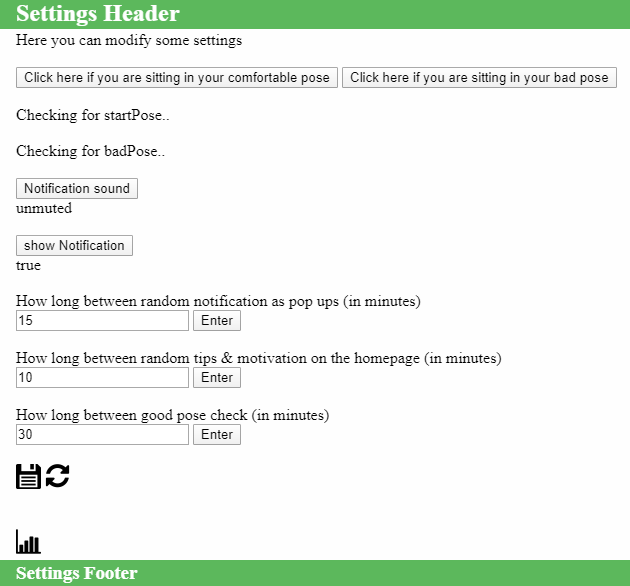 Settings Header
Here you can modify some settings
Click here if you are sitting in your comfortable pose Click here if you are sitting in your bad pose
Checking for startPose..
Checking for badPose..
Notification sound
unmuted
show Notification
true
How long between random notification as pop ups (in minutes)
15 Enter
How long between random tips & motivation on the homepage (in minutes)
10 Enter
How long between good pose check (in minutes)
30 Enter
Settings Footer